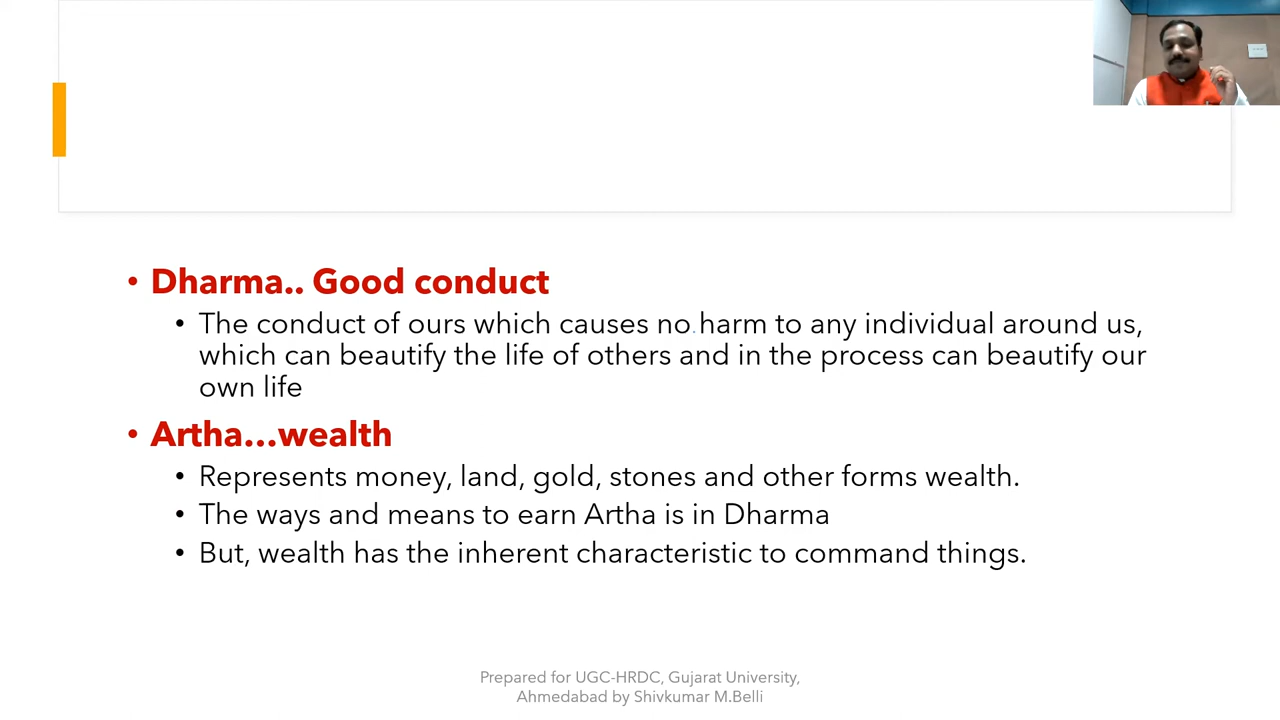 • Dharma.. Good conduct
• The conduct of ours which causes no harm to any individual around us,
which can beautify the life of others and in the process can beautify our
own life
• Artha...wealth
• Represents money, land, gold, stones and other forms wealth.
• The ways and means to earn Artha is in Dharma
• But, wealth has the inherent characteristic to command things.
Prepared for UGC-HRDC, Gujarat University,
Ahmedabad by Shivkumar M.Belli